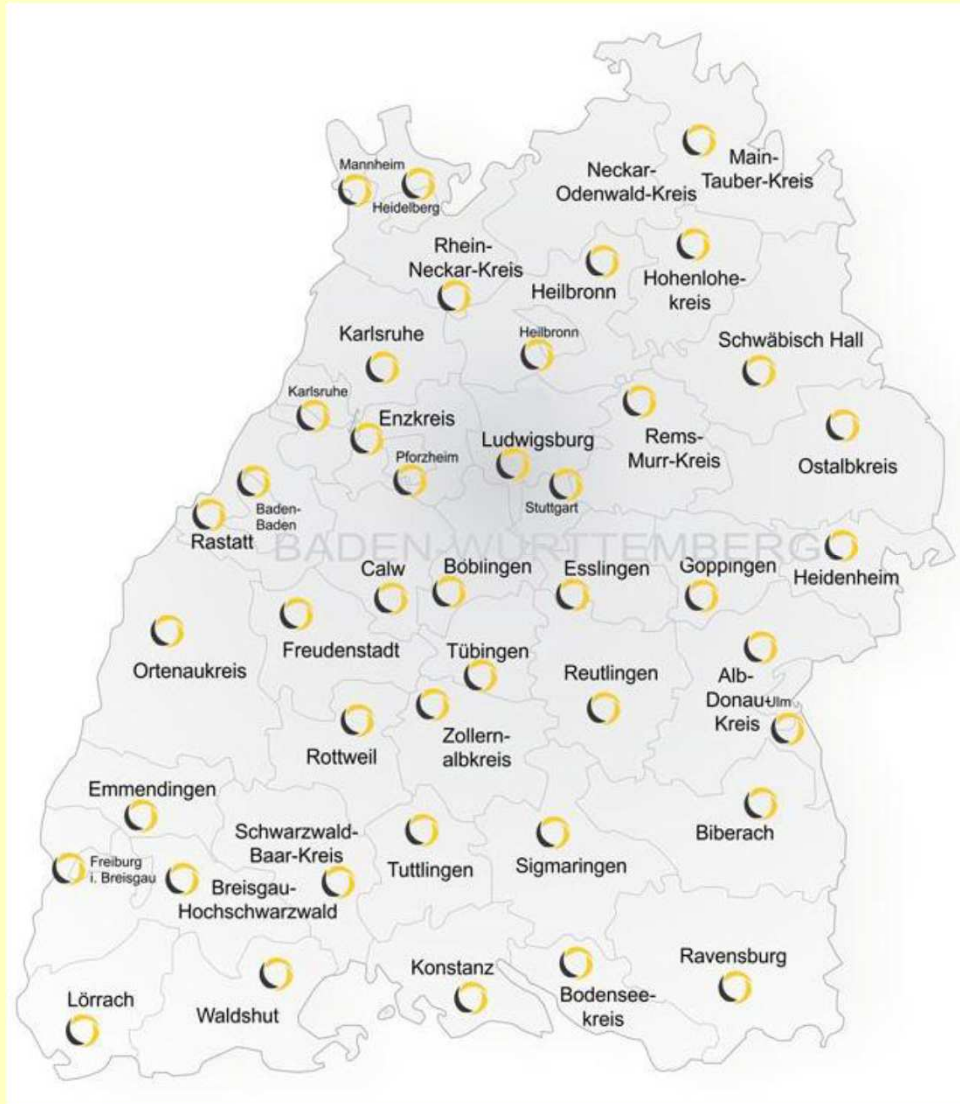 Main-
Tauber-Kreis
Neckar-
Odenwald-Kreis
Mannheim
Heidelberg
Rhein-
Neckar-Kreis
Heilbronn
Hohenlohe-
kreis
Karlsruhe
Heilbronn
Schwäbisch Hall
Karlsruhe
Enzkreis
Pforzheim
Ludwigsburg
Stuttgart
Rems-
Murr-Kreis
Ostalbkreis
Baden-
Baden
Rastatt
BADEN-WÜRTTEMBERG
Calw
Böblingen
Esslingen
Göppingen
Heidenheim
Ortenaukreis
Freudenstadt
Tübingen
Reutlingen
Alb-
Donau-
Kreis
Ulm
Rottweil
Zollern-
albkreis
Emmendingen
Schwarzwald-
Baar-Kreis
Tuttlingen
Sigmaringen
Biberach
Freiburg
i. Breisgau
Breisgau-
Hochschwarzwald
Konstanz
Bodensee-
kreis
Ravensburg
Lörrach
Waldshut